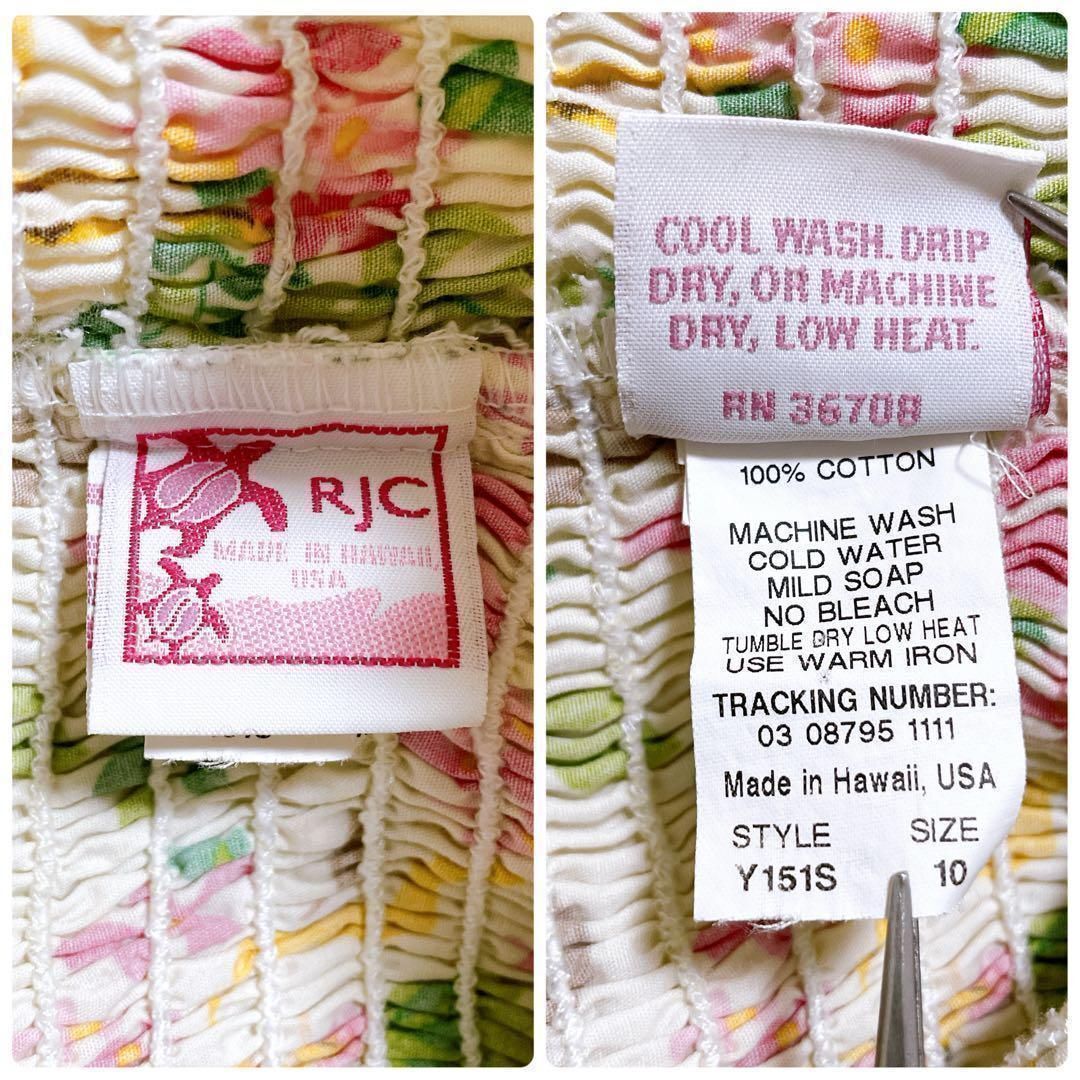 RJC
MADE IN HAWAII,
USA
COOL WASH. DRIP
DRY, OR MACHINE
DRY, LOW HEAT.
RN 36708
100% COTTON
MACHINE WASH
COLD WATER
MILD SOAP
NO BLEACH
TUMBLE DRY LOW HEAT
USE WARM IRON
TRACKING NUMBER:
03 08795 1111
Made in Hawaii, USA
STYLE SIZE
Y151S 10